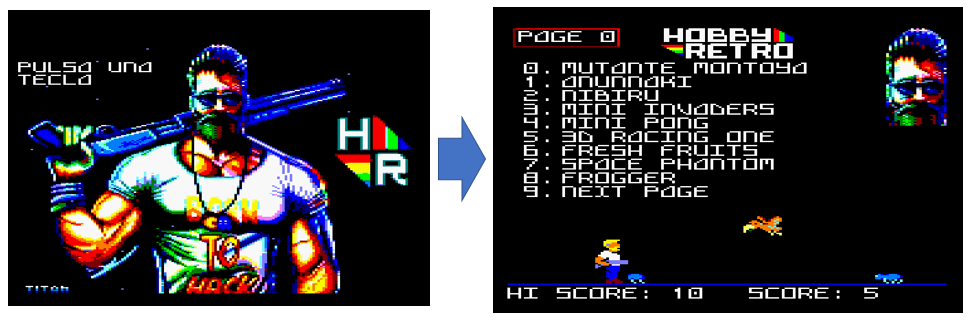 PULSA UNA
TECLA
H
R
BORN
TO
HACK
TITAN
PAGE 0
HOBBY
RETRO
0. MUTANTE MONTOYA
1. ANUNNAKI
2. NIBIRU
3. MINI INVADERS
4. MINI PONG
5. 3D RACING ONE
6. FRESH FRUITS
7. SPACE PHANTOM
8. FROGGER
9. NEXT PAGE
HI SCORE: 10 SCORE: 5